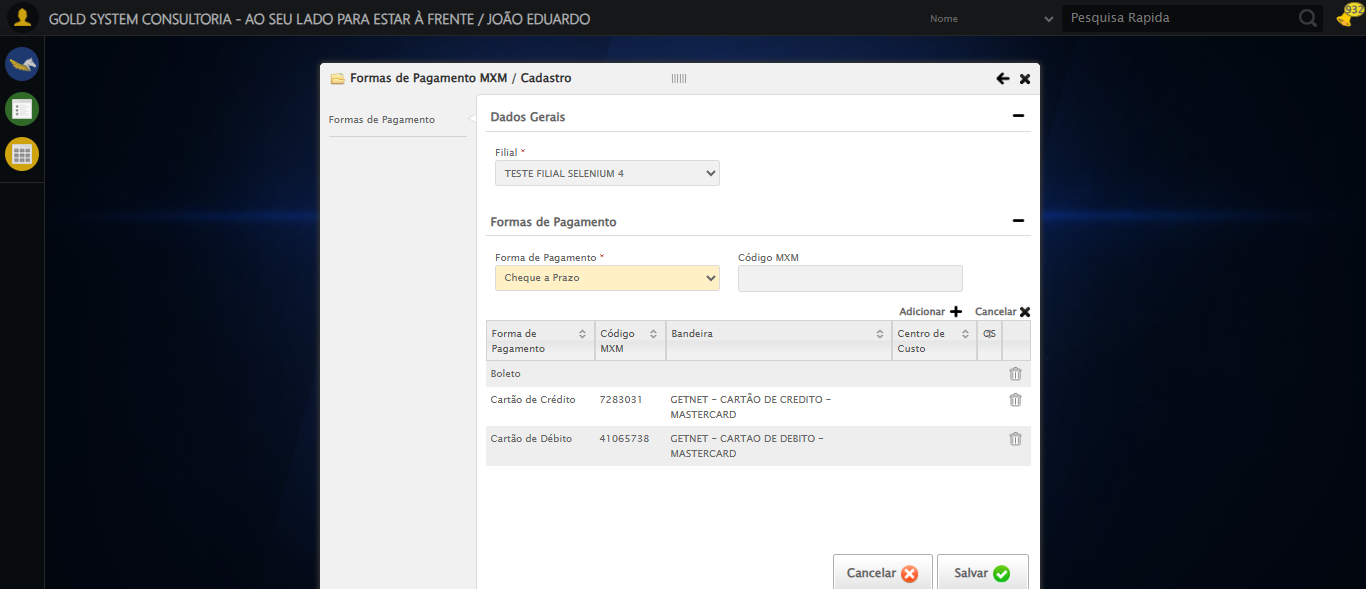 GOLD SYSTEM CONSULTORIA - AO SEU LADO PARA ESTAR À FRENTE / JOÃO EDUARDO
Nome
Pesquisa Rapida
932
Formas de Pagamento MXM / Cadastro
Formas de Pagamento
Dados Gerais
Filial *
TESTE FILIAL SELENIUM 4
Formas de Pagamento
Forma de Pagamento *
Código MXM
Cheque a Prazo
Adicionar
Cancelar
Forma de Pagamento
Código MXM
Bandeira
Centro de Custo
Boleto
Cartão de Crédito
7283031
GETNET - CARTÃO DE CREDITO - MASTERCARD
Cartão de Débito
41065738
GETNET - CARTAO DE DEBITO - MASTERCARD
Cancelar
Salvar